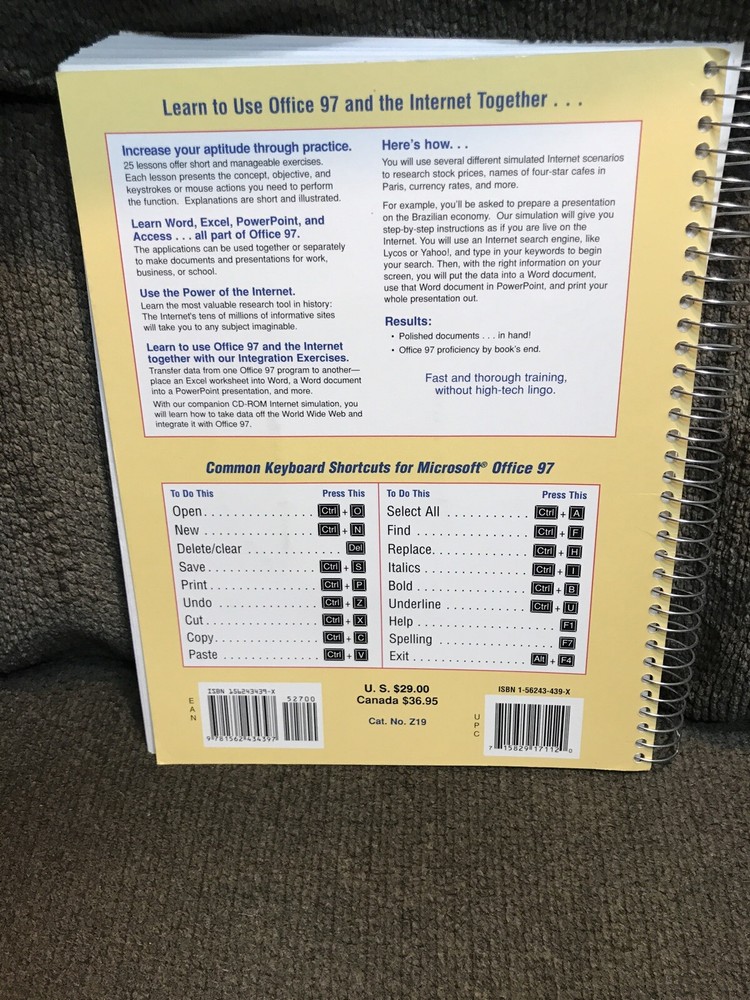 Learn to Use Office 97 and the Internet Together . . .
Increase your aptitude through practice.
25 lessons offer short and manageable exercises.
Each lesson presents the concept, objective, and
keystrokes or mouse actions you need to perform
the function. Explanations are short and illustrated.
Learn Word, Excel, PowerPoint, and
Access . . . all part of Office 97.
The applications can be used together or separately
to make documents and presentations for work,
business, or school.
Use the Power of the Internet.
Learn the most valuable research tool in history:
The Internet's tens of millions of informative sites
will take you to any subject imaginable.
Learn to use Office 97 and the Internet
together with our Integration Exercises.
Transfer data from one Office 97 program to another—
place an Excel worksheet into Word, a Word document
into a PowerPoint presentation, and more.
With our companion CD-ROM Internet simulation, you
will learn how to take data off the World Wide Web and
integrate it with Office 97.
Here's how. . .
You will use several different simulated Internet scenarios
to research stock prices, names of four-star cafes in
Paris, currency rates, and more.
For example, you'll be asked to prepare a presentation
on the Brazilian economy. Our simulation will give you
step-by-step instructions as if you are live on the
Internet. You will use an Internet search engine, like
Lycos or Yahoo!, and type in your keywords to begin
your search. Then, with the right information on your
screen, you will put the data into a Word document,
use that Word document in PowerPoint, and print your
whole presentation out.
Results:
• Polished documents . . . in hand!
• Office 97 proficiency by book's end.
Fast and thorough training,
without high-tech lingo.
Common Keyboard Shortcuts for Microsoft® Office 97
To Do This Press This
Open . . . . . . . . . . . . . . . . Ctrl + O
New . . . . . . . . . . . . . . . . Ctrl + N
Delete/clear . . . . . . . . . . . . . Del
Save . . . . . . . . . . . . . . . . Ctrl + S
Print . . . . . . . . . . . . . . . . Ctrl + P
Undo . . . . . . . . . . . . . . . Ctrl + Z
Cut . . . . . . . . . . . . . . . . Ctrl + X
Copy . . . . . . . . . . . . . . . Ctrl + C
Paste . . . . . . . . . . . . . . . Ctrl + V
To Do This Press This
Select All . . . . . . . . . . . Ctrl + A
Find . . . . . . . . . . . . . . . Ctrl + F
Replace . . . . . . . . . . . . . Ctrl + H
Italics . . . . . . . . . . . . . . Ctrl + I
Bold . . . . . . . . . . . . . . . Ctrl + B
Underline . . . . . . . . . . . Ctrl + U
Help . . . . . . . . . . . . . . . . . . F1
Spelling . . . . . . . . . . . . . . . F7
Exit . . . . . . . . . . . . . . . . Alt + F4
EAN
ISBN 156243439-X
52700
9 781562 434397
U. S. $29.00
Canada $36.95
Cat. No. Z19
UPC
ISBN 1-56243-439-X
7 15829 17112 0